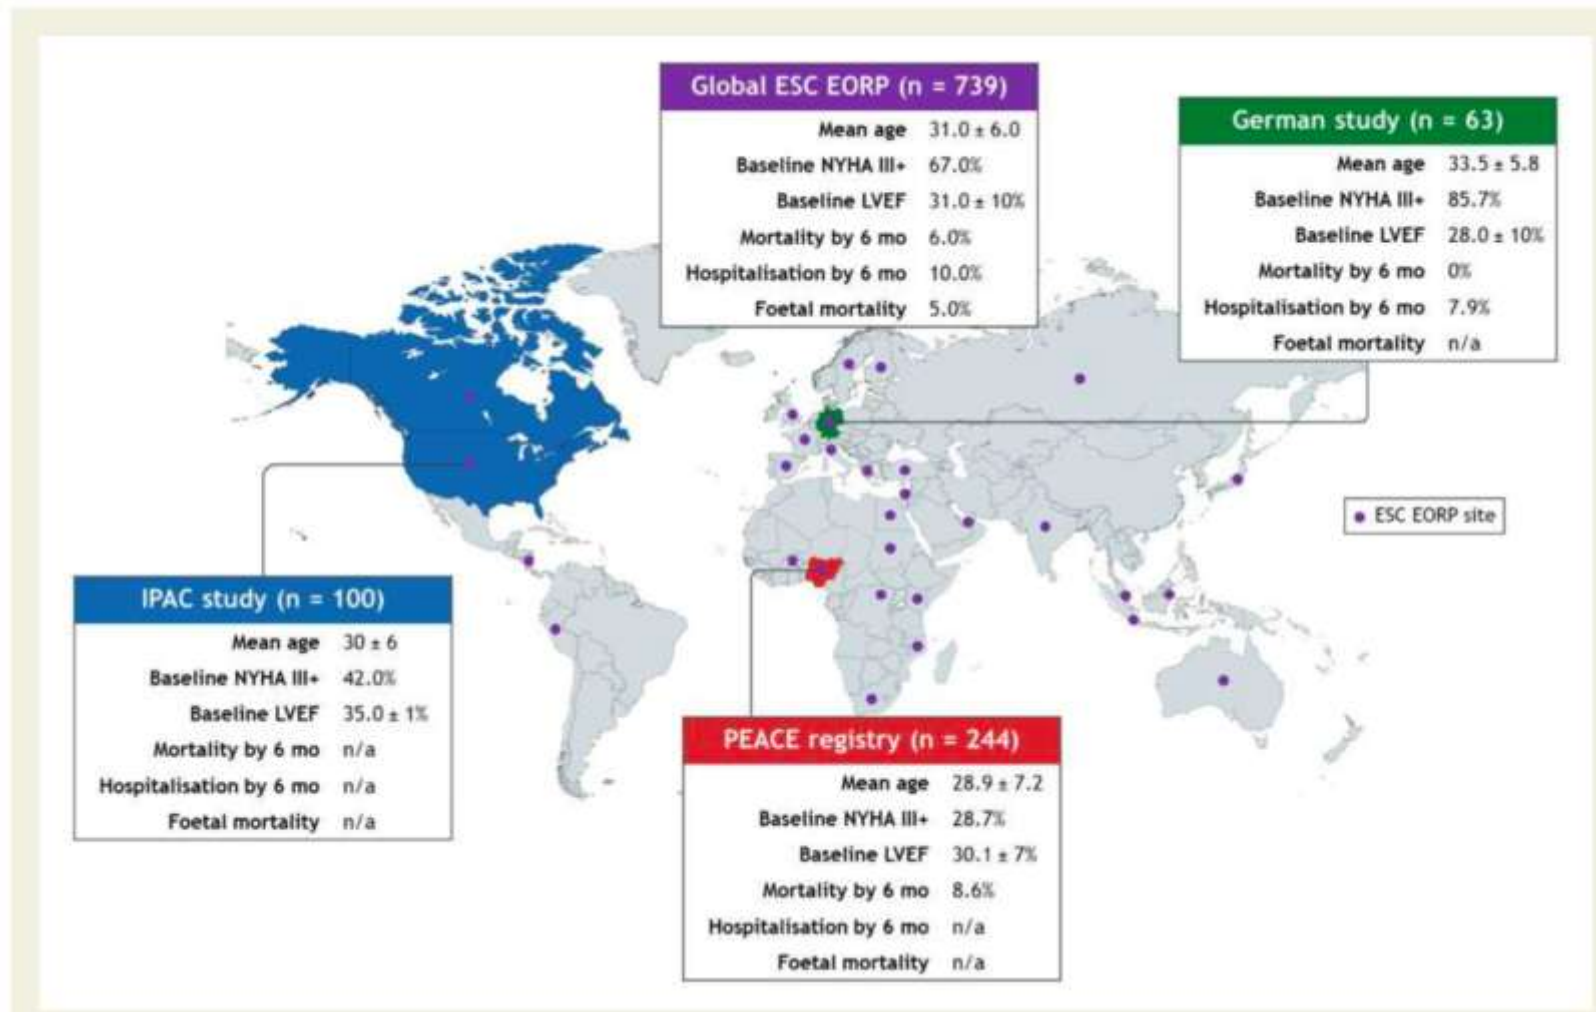 Global ESC EORP (n = 739)
Mean age 31.0 ± 6.0
Baseline NYHA III+ 67.0%
Baseline LVEF 31.0 ± 10%
Mortality by 6 mo 6.0%
Hospitalisation by 6 mo 10.0%
Foetal mortality 5.0%
German study (n = 63)
Mean age 33.5 ± 5.8
Baseline NYHA III+ 85.7%
Baseline LVEF 28.0 ± 10%
Mortality by 6 mo 0%
Hospitalisation by 6 mo 7.9%
Foetal mortality n/a
ESC EORP site
IPAC study (n = 100)
Mean age 30 ± 6
Baseline NYHA III+ 42.0%
Baseline LVEF 35.0 ± 1%
Mortality by 6 mo n/a
Hospitalisation by 6 mo n/a
Foetal mortality n/a
PEACE registry (n = 244)
Mean age 28.9 ± 7.2
Baseline NYHA III+ 28.7%
Baseline LVEF 30.1 ± 7%
Mortality by 6 mo 8.6%
Hospitalisation by 6 mo n/a
Foetal mortality n/a